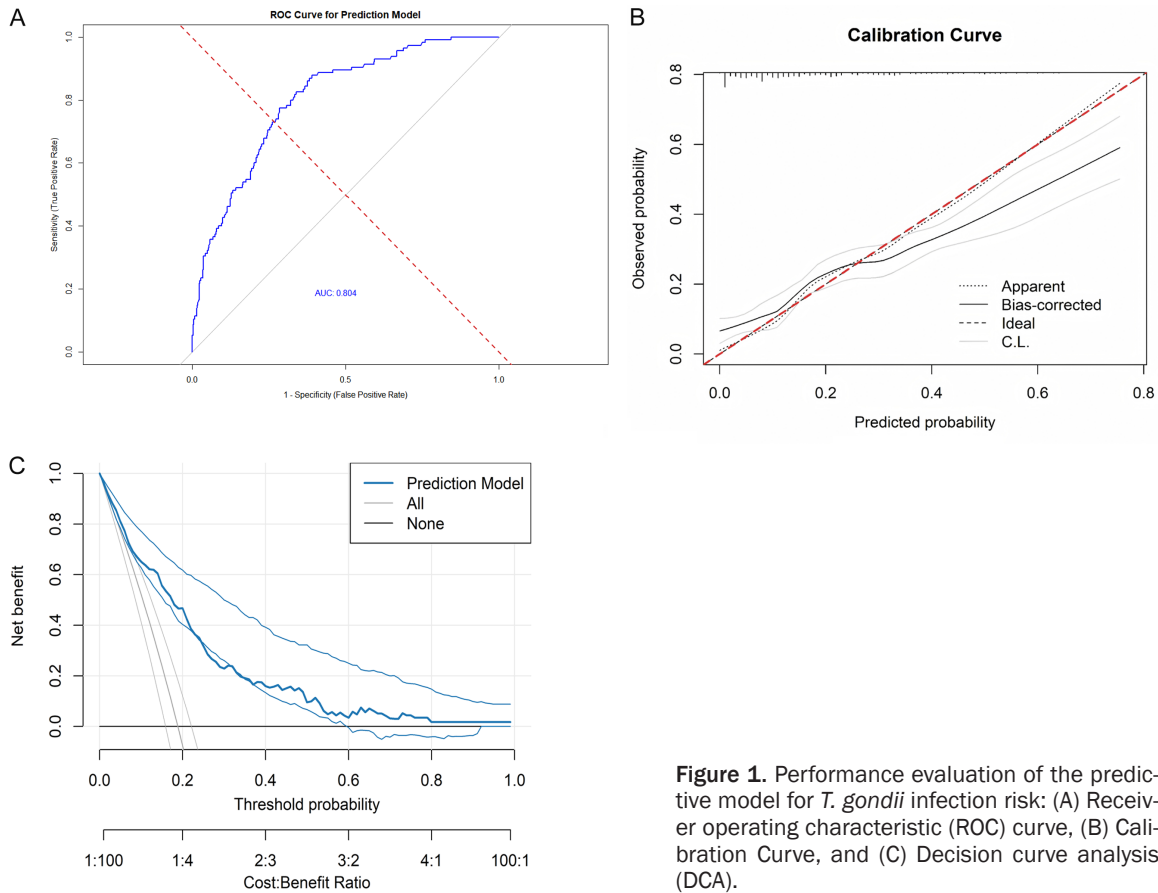 A
ROC Curve for Prediction Model
Sensitivity (True Positive Rate)
1.0
0.8
0.6
0.4
0.2
0.0
AUC: 0.804
0.0 0.5 1.0
1 - Specificity (False Positive Rate)
B
Calibration Curve
Observed probability
0.8
0.6
0.4
0.2
0.0
Apparent
Bias-corrected
Ideal
C.L.
0.0 0.2 0.4 0.6 0.8
Predicted probability
C
Net benefit
1.0
0.8
0.6
0.4
0.2
0.0
Prediction Model
All
None
0.0 0.2 0.4 0.6 0.8 1.0
Threshold probability
1:100 1:4 2:3 3:2 4:1 100:1
Cost:Benefit Ratio
Figure 1. Performance evaluation of the predic-
tive model for T. gondii infection risk: (A) Receiv-
er operating characteristic (ROC) curve, (B) Cali-
bration Curve, and (C) Decision curve analysis
(DCA).